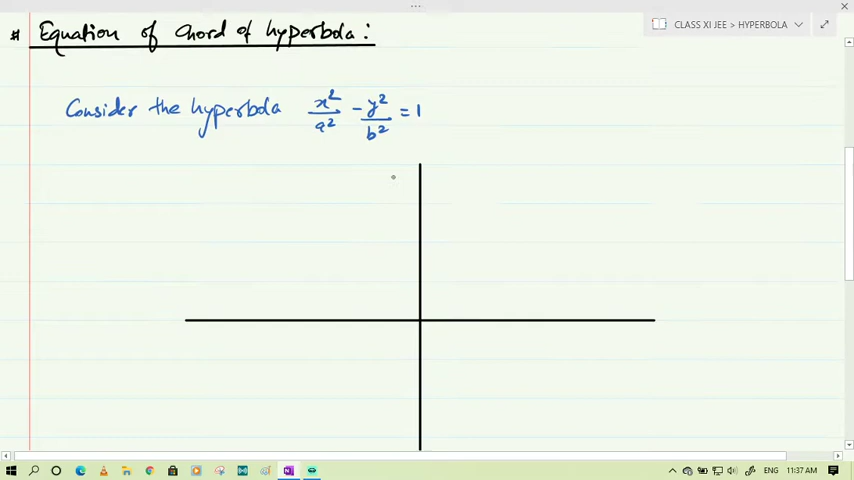 CLASS XI JEE > HYPERBOLA
# Equation of Chord of hyperbola :
Consider the hyperbola x²/a² - y²/b² = 1
ENG 11:37 AM